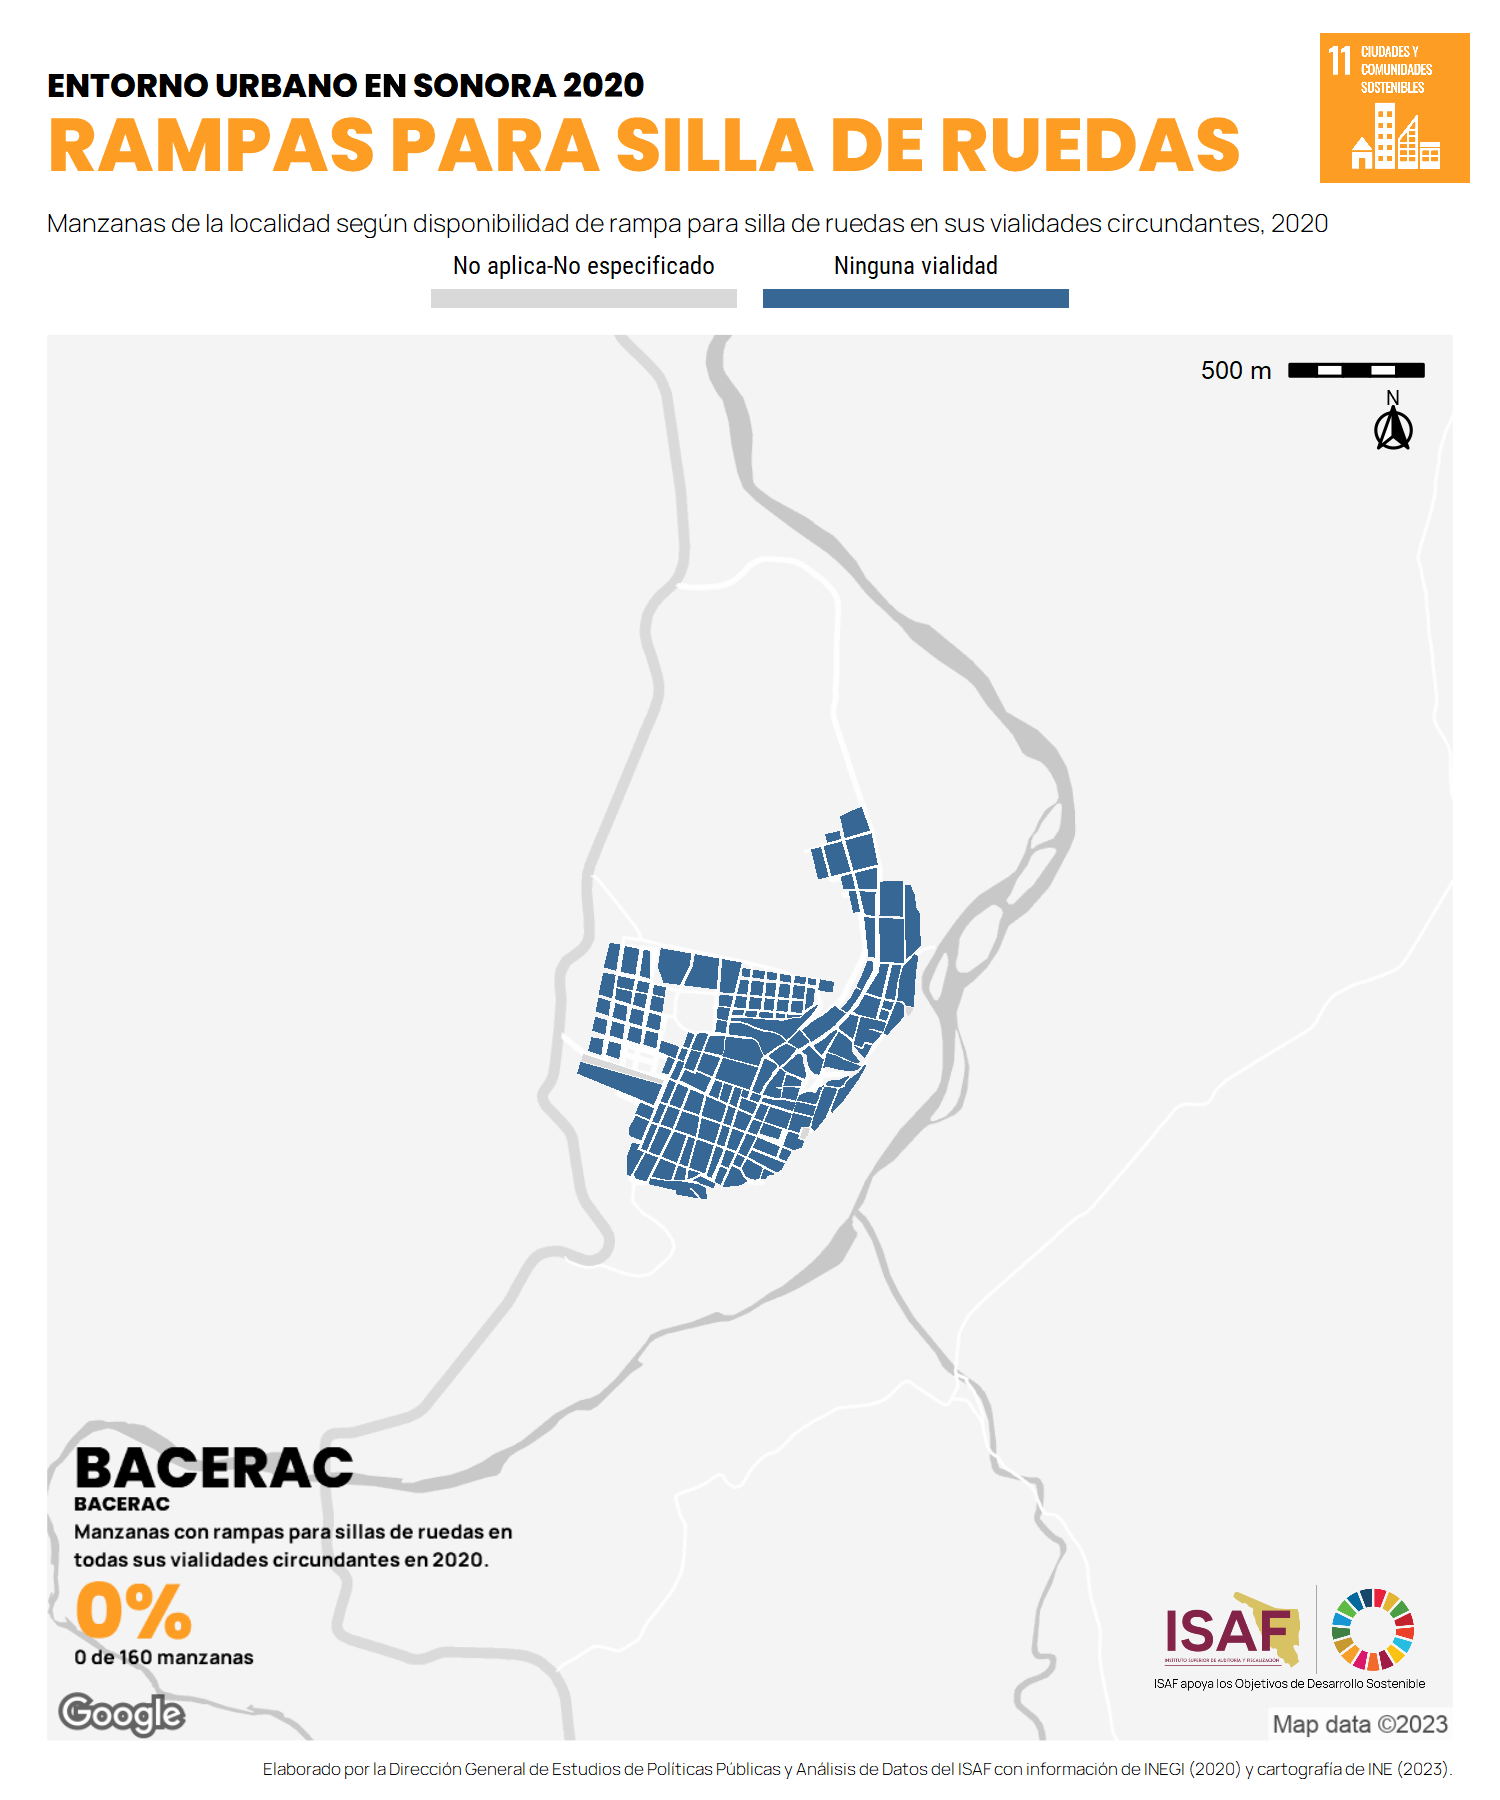 ENTORNO URBANO EN SONORA 2020
RAMPAS PARA SILLA DE RUEDAS
11 CIUDADES Y
COMUNIDADES
SOSTENIBLES
Manzanas de la localidad según disponibilidad de rampa para silla de ruedas en sus vialidades circundantes, 2020
No aplica-No especificado Ninguna vialidad
500 m
N
BACERAC
BACERAC
Manzanas con rampas para sillas de ruedas en
todas sus vialidades circundantes en 2020.
0%
0 de 160 manzanas
ISAF
INSTITUTO SUPERIOR DE AUDITORÍA Y FISCALIZACIÓN
ISAF apoya los Objetivos de Desarrollo Sostenible
Google
Map data ©2023
Elaborado por la Dirección General de Estudios de Políticas Públicas y Análisis de Datos del ISAF con información de INEGI (2020) y cartografía de INE (2023).